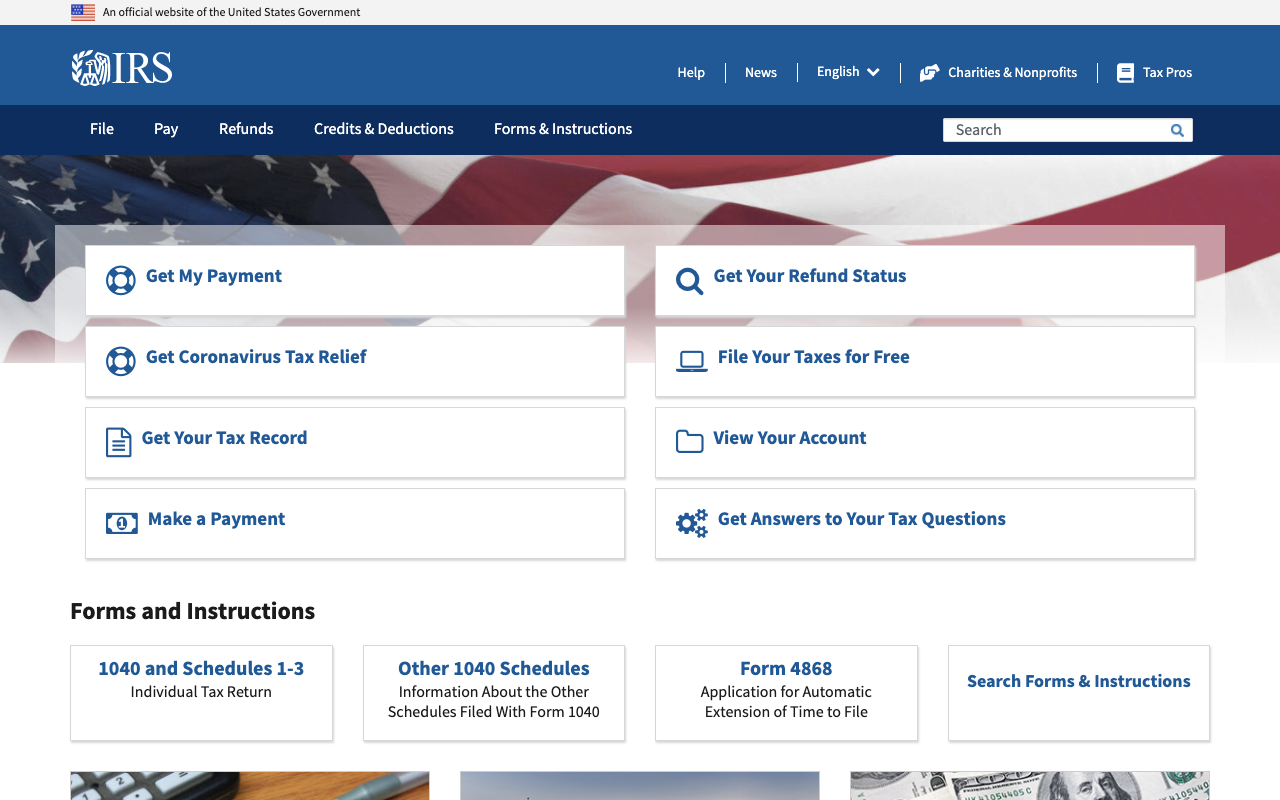 An official website of the United States Government
IRS
Help
News
English
Charities & Nonprofits
Tax Pros
File
Pay
Refunds
Credits & Deductions
Forms & Instructions
Search
Get My Payment
Get Your Refund Status
Get Coronavirus Tax Relief
File Your Taxes for Free
Get Your Tax Record
View Your Account
Make a Payment
Get Answers to Your Tax Questions
Forms and Instructions
1040 and Schedules 1-3
Individual Tax Return
Other 1040 Schedules
Information About the Other
Schedules Filed With Form 1040
Form 4868
Application for Automatic
Extension of Time to File
Search Forms & Instructions